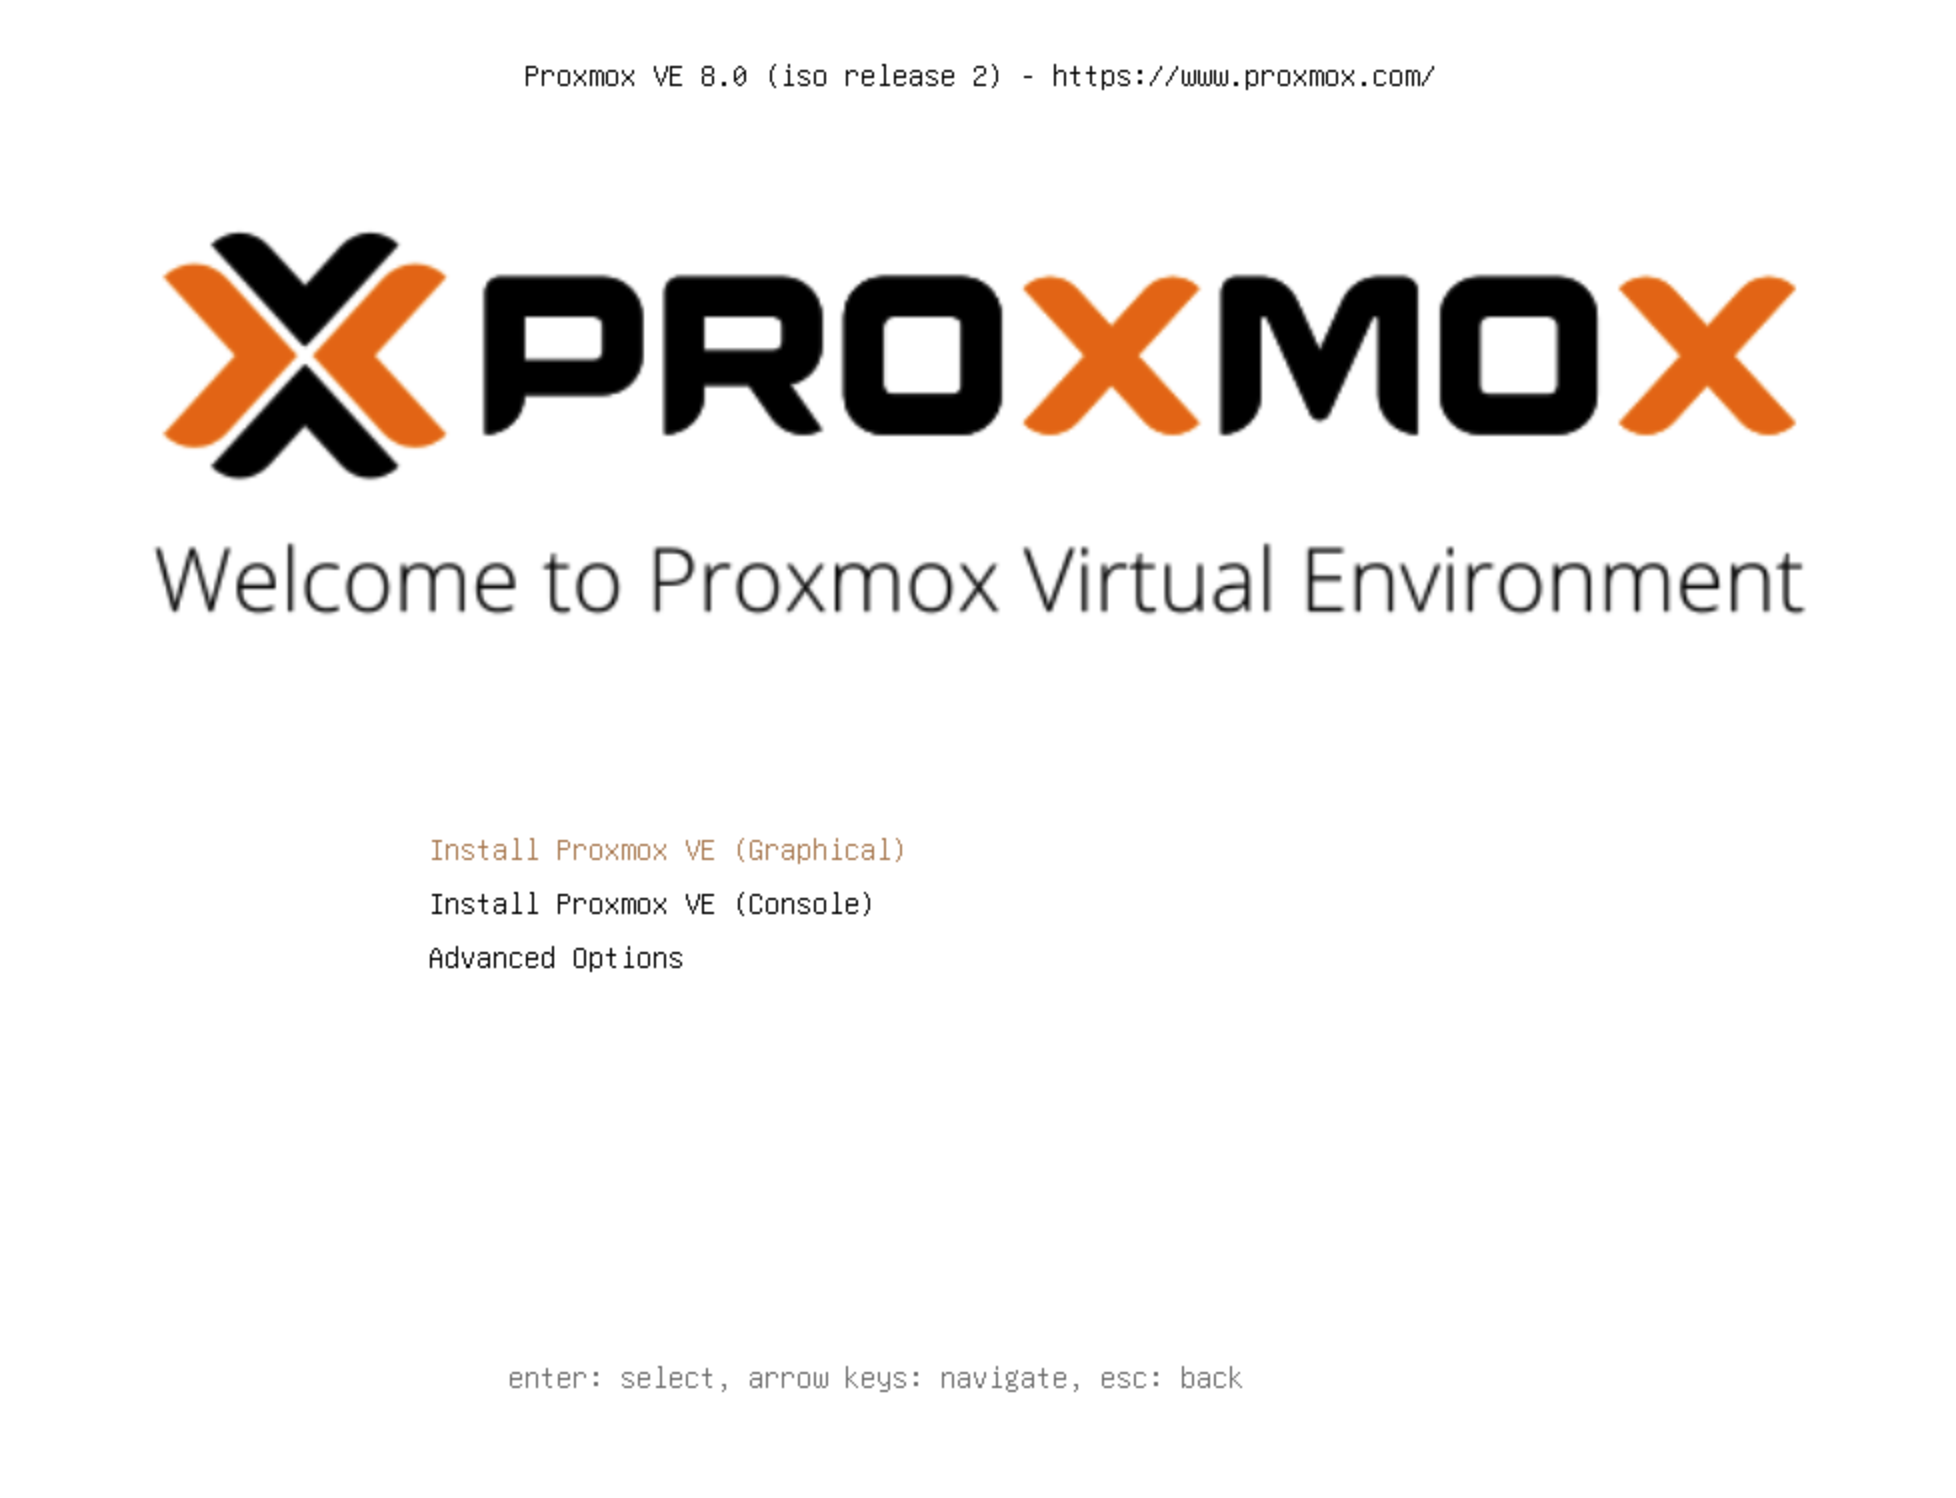 Proxmox VE 8.0 (iso release 2) - https://www.proxmox.com/
PROXMOX
Welcome to Proxmox Virtual Environment
Install Proxmox VE (Graphical)
Install Proxmox VE (Console)
Advanced Options
enter: select, arrow keys: navigate, esc: back